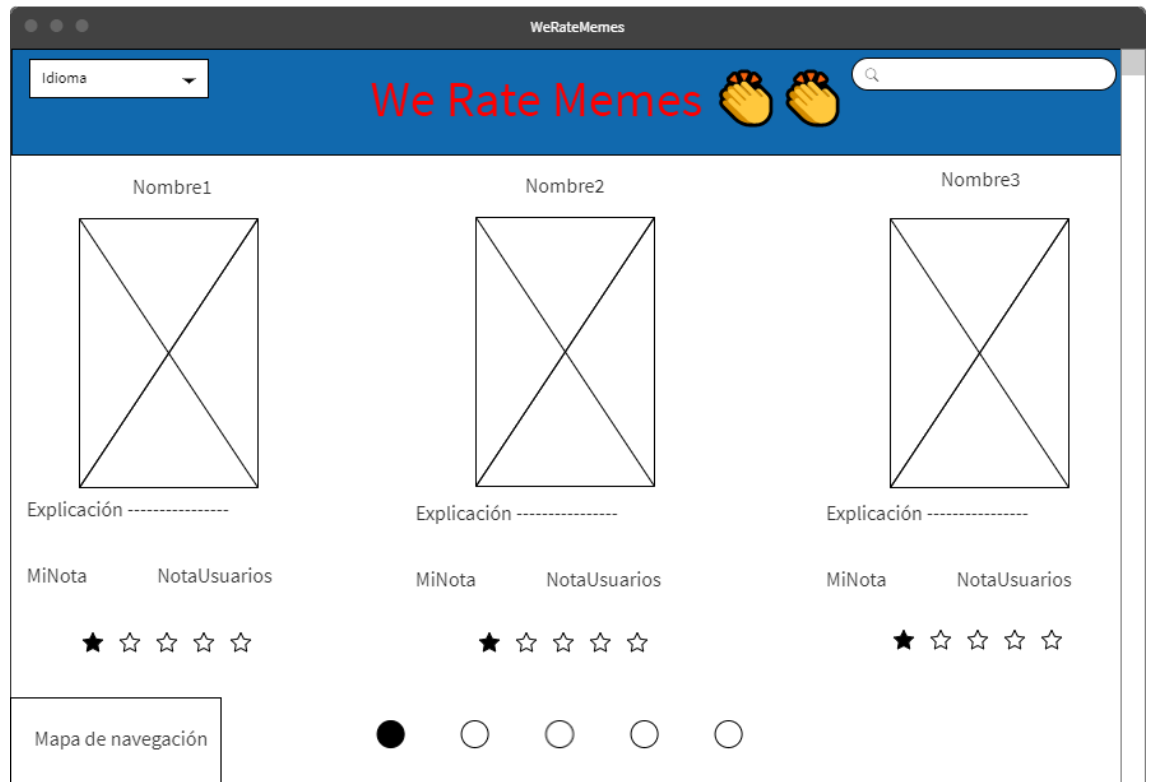 WeRateMemes
Idioma
We Rate Memes 👏👏
Nombre1
Nombre2
Nombre3
Explicación ----------------
Explicación ----------------
Explicación ----------------
MiNota NotaUsuarios
MiNota NotaUsuarios
MiNota NotaUsuarios
Mapa de navegación